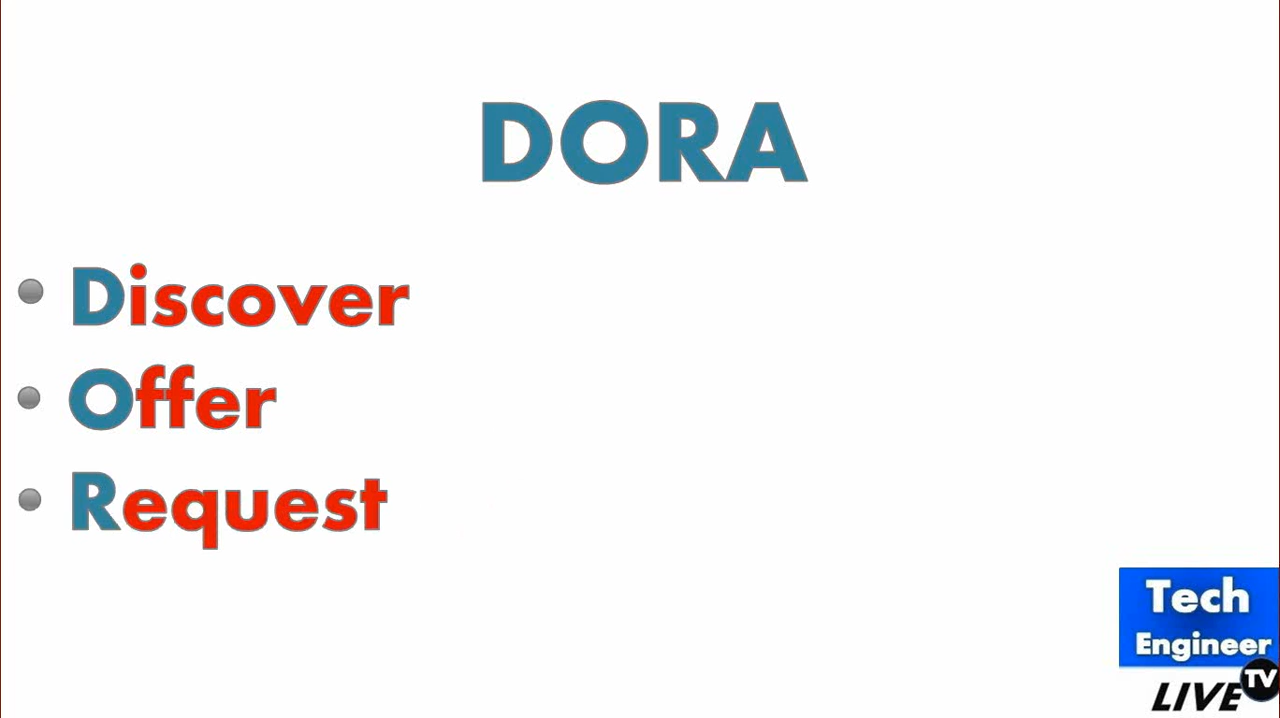 DORA
Discover
Offer
Request
Tech
Engineer
LIVE TV